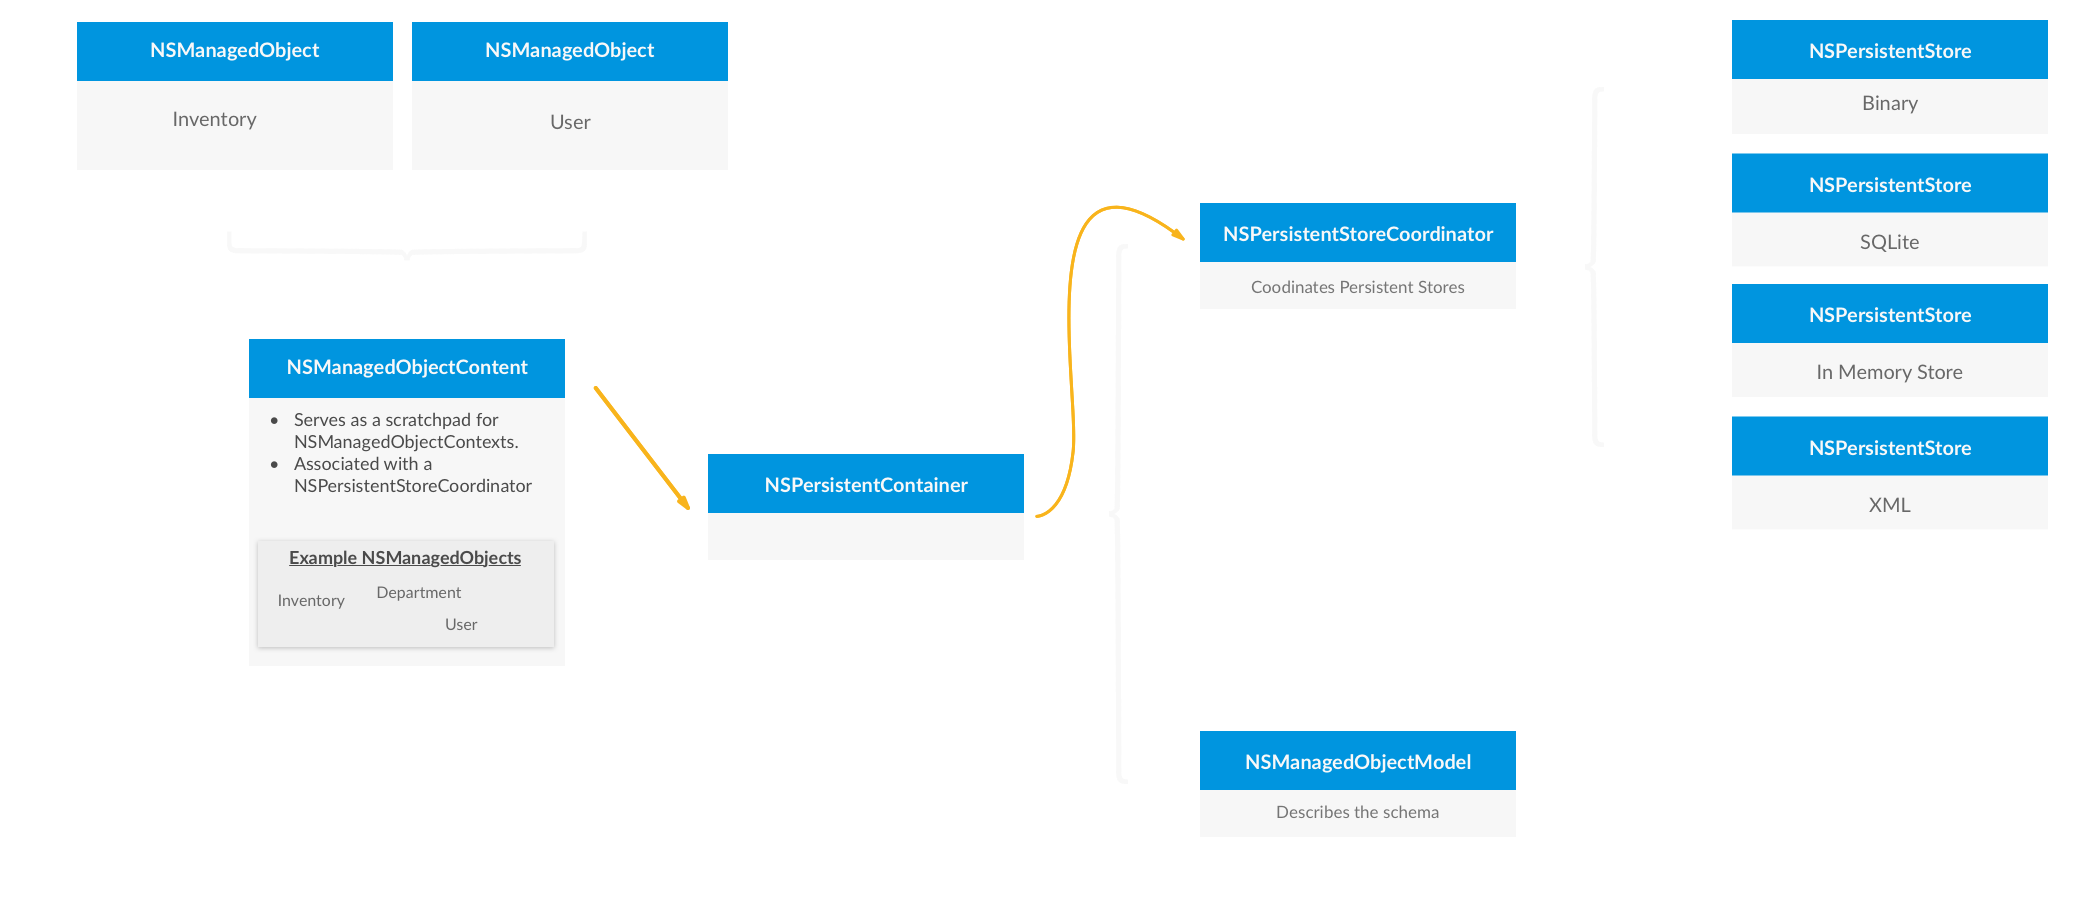 NSManagedObject
Inventory
NSManagedObject
User
NSManagedObjectContent
• Serves as a scratchpad for
NSManagedObjectContexts.
• Associated with a
NSPersistentStoreCoordinator
Example NSManagedObjects
Inventory
Department
User
NSPersistentContainer
NSPersistentStoreCoordinator
Coodinates Persistent Stores
NSManagedObjectModel
Describes the schema
NSPersistentStore
Binary
NSPersistentStore
SQLite
NSPersistentStore
In Memory Store
NSPersistentStore
XML